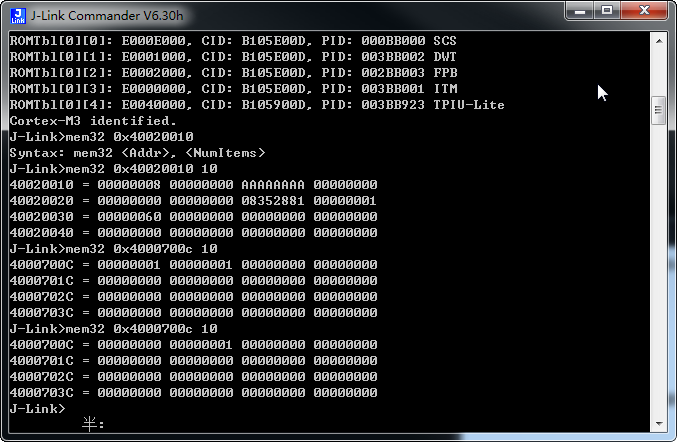 J-Link Commander V6.30h
ROMTbl[0][0]: E000E000, CID: B105E00D, PID: 000BB000 SCS
ROMTbl[0][1]: E0001000, CID: B105E00D, PID: 003BB002 DWT
ROMTbl[0][2]: E0002000, CID: B105E00D, PID: 002BB003 FPB
ROMTbl[0][3]: E0000000, CID: B105E00D, PID: 003BB001 ITM
ROMTbl[0][4]: E0040000, CID: B105900D, PID: 003BB923 TPIU-Lite
Cortex-M3 identified.
J-Link>mem32 0x40020010
Syntax: mem32 <Addr>, <NumItems>
J-Link>mem32 0x40020010 10
40020010 = 00000008 00000000 AAAAAAAA 00000000
40020020 = 00000000 00000000 08352881 00000001
40020030 = 00000060 00000000 00000000 00000000
40020040 = 00000000 00000000 00000000 00000000
J-Link>mem32 0x4000700c 10
4000700C = 00000001 00000001 00000000 00000000
4000701C = 00000000 00000000 00000000 00000000
4000702C = 00000000 00000000 00000000 00000000
4000703C = 00000000 00000000 00000000 00000000
J-Link>mem32 0x4000700c 10
4000700C = 00000000 00000001 00000000 00000000
4000701C = 00000000 00000000 00000000 00000000
4000702C = 00000000 00000000 00000000 00000000
4000703C = 00000000 00000000 00000000 00000000
J-Link>
半: